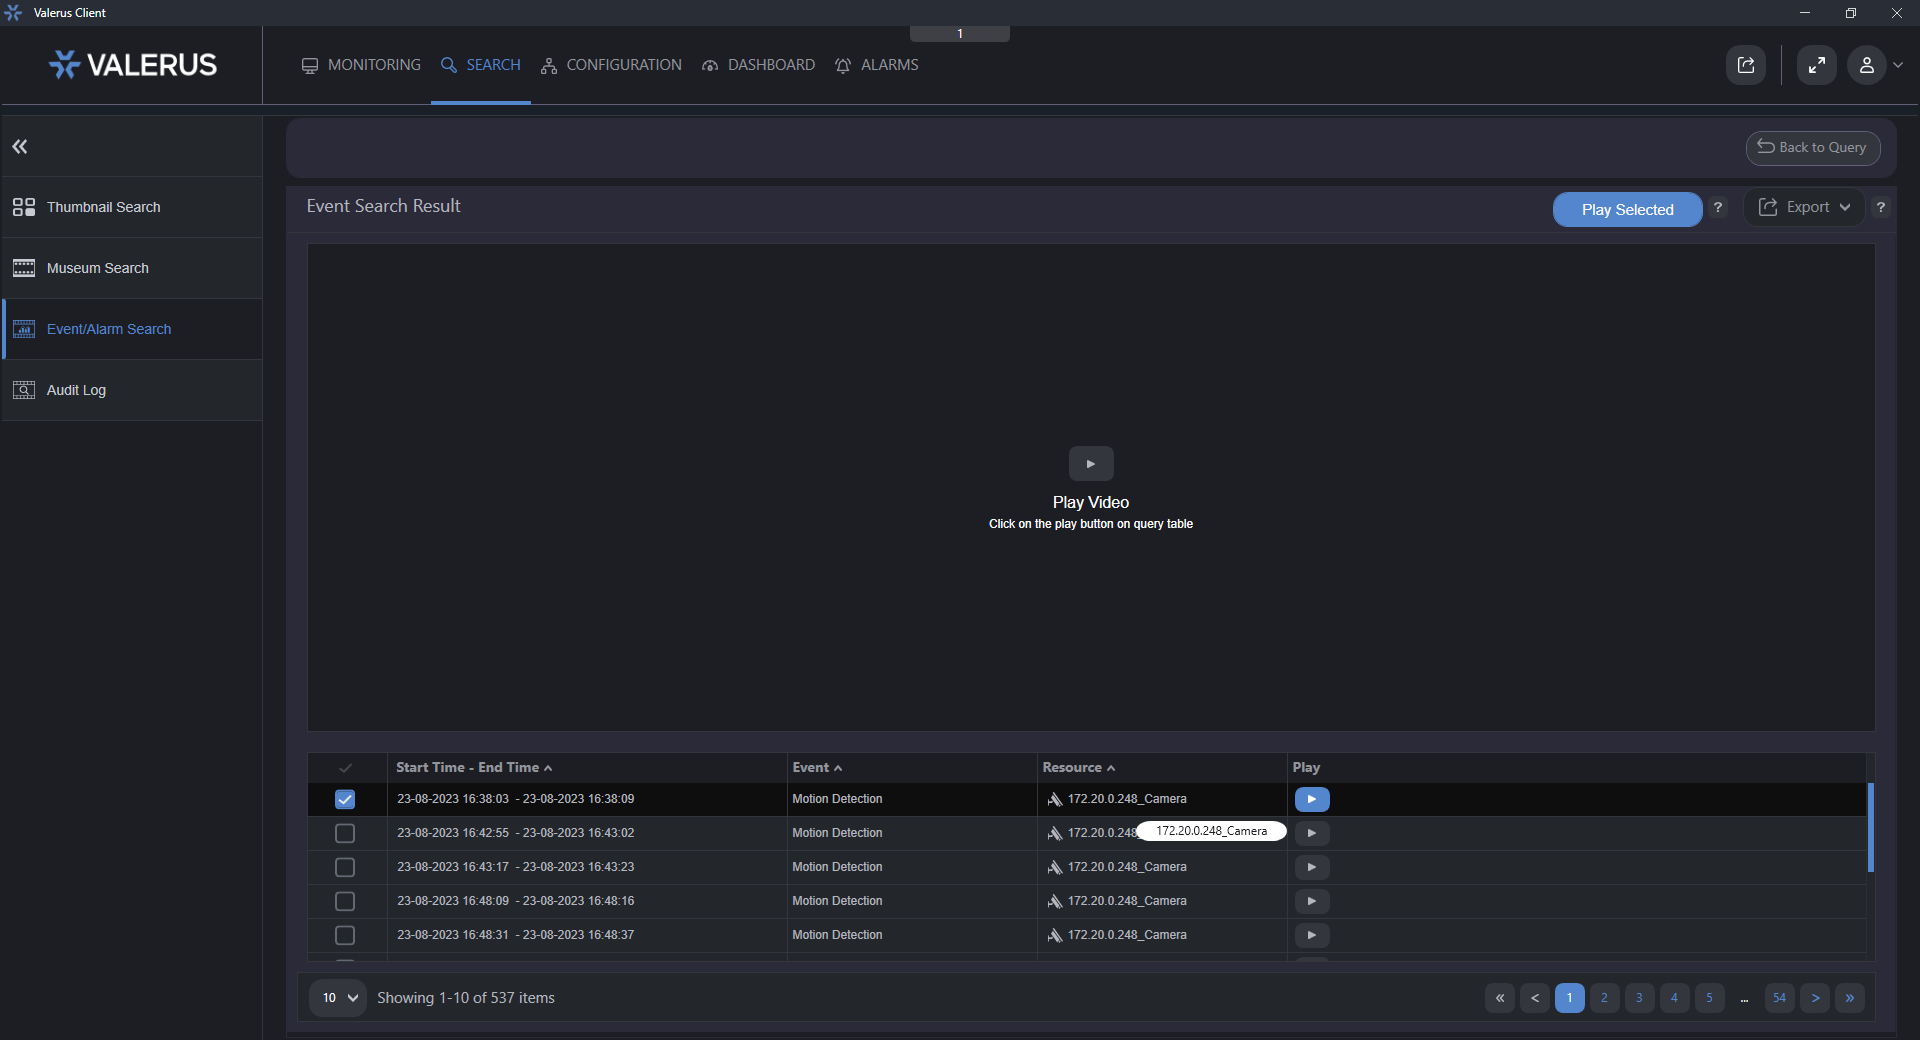 Valerus Client
1
VALERUS
MONITORING SEARCH CONFIGURATION DASHBOARD ALARMS
Back to Query
Thumbnail Search
Museum Search
Event/Alarm Search
Audit Log
Event Search Result
Play Selected ? Export ?
Play Video
Click on the play button on query table
Start Time - End Time Event Resource Play
23-08-2023 16:38:03 - 23-08-2023 16:38:09 Motion Detection 172.20.0.248_Camera
23-08-2023 16:42:55 - 23-08-2023 16:43:02 Motion Detection 172.20.0.248 172.20.0.248_Camera
23-08-2023 16:43:17 - 23-08-2023 16:43:23 Motion Detection 172.20.0.248_Camera
23-08-2023 16:48:09 - 23-08-2023 16:48:16 Motion Detection 172.20.0.248_Camera
23-08-2023 16:48:31 - 23-08-2023 16:48:37 Motion Detection 172.20.0.248_Camera
10 Showing 1-10 of 537 items « < 1 2 3 4 5 ... 54 > »